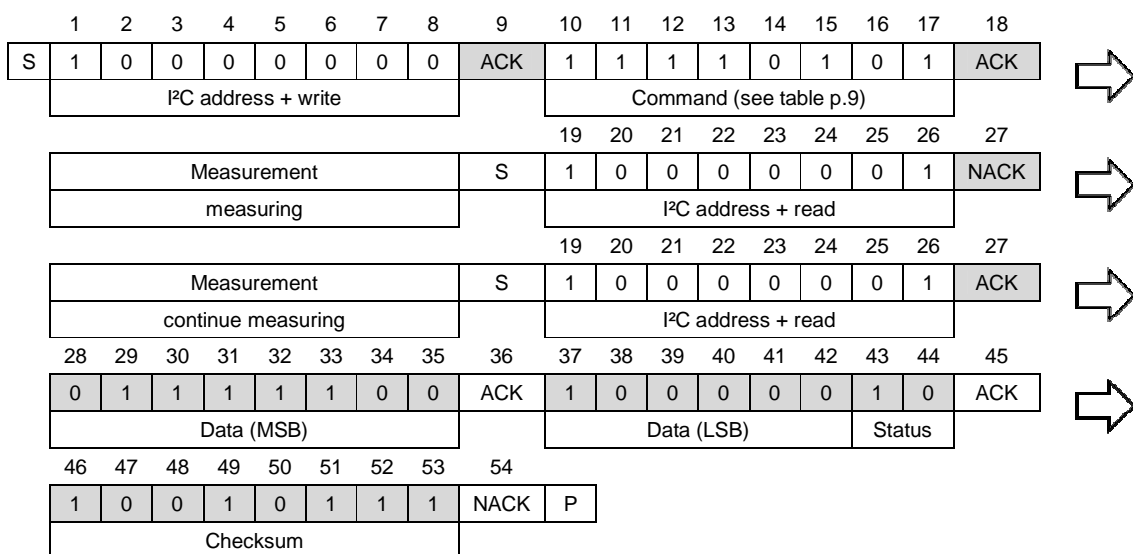 1 2 3 4 5 6 7 8 9 10 11 12 13 14 15 16 17 18
S 1 0 0 0 0 0 0 0 ACK 1 1 1 1 0 1 0 1 ACK
I²C address + write Command (see table p.9)
19 20 21 22 23 24 25 26 27
Measurement S 1 0 0 0 0 0 0 1 NACK
measuring I²C address + read
19 20 21 22 23 24 25 26 27
Measurement S 1 0 0 0 0 0 0 1 ACK
continue measuring I²C address + read
28 29 30 31 32 33 34 35 36 37 38 39 40 41 42 43 44 45
0 1 1 1 1 1 0 0 ACK 1 0 0 0 0 0 1 0 ACK
Data (MSB) Data (LSB) Status
46 47 48 49 50 51 52 53 54
1 0 0 1 0 1 1 1 NACK P
Checksum